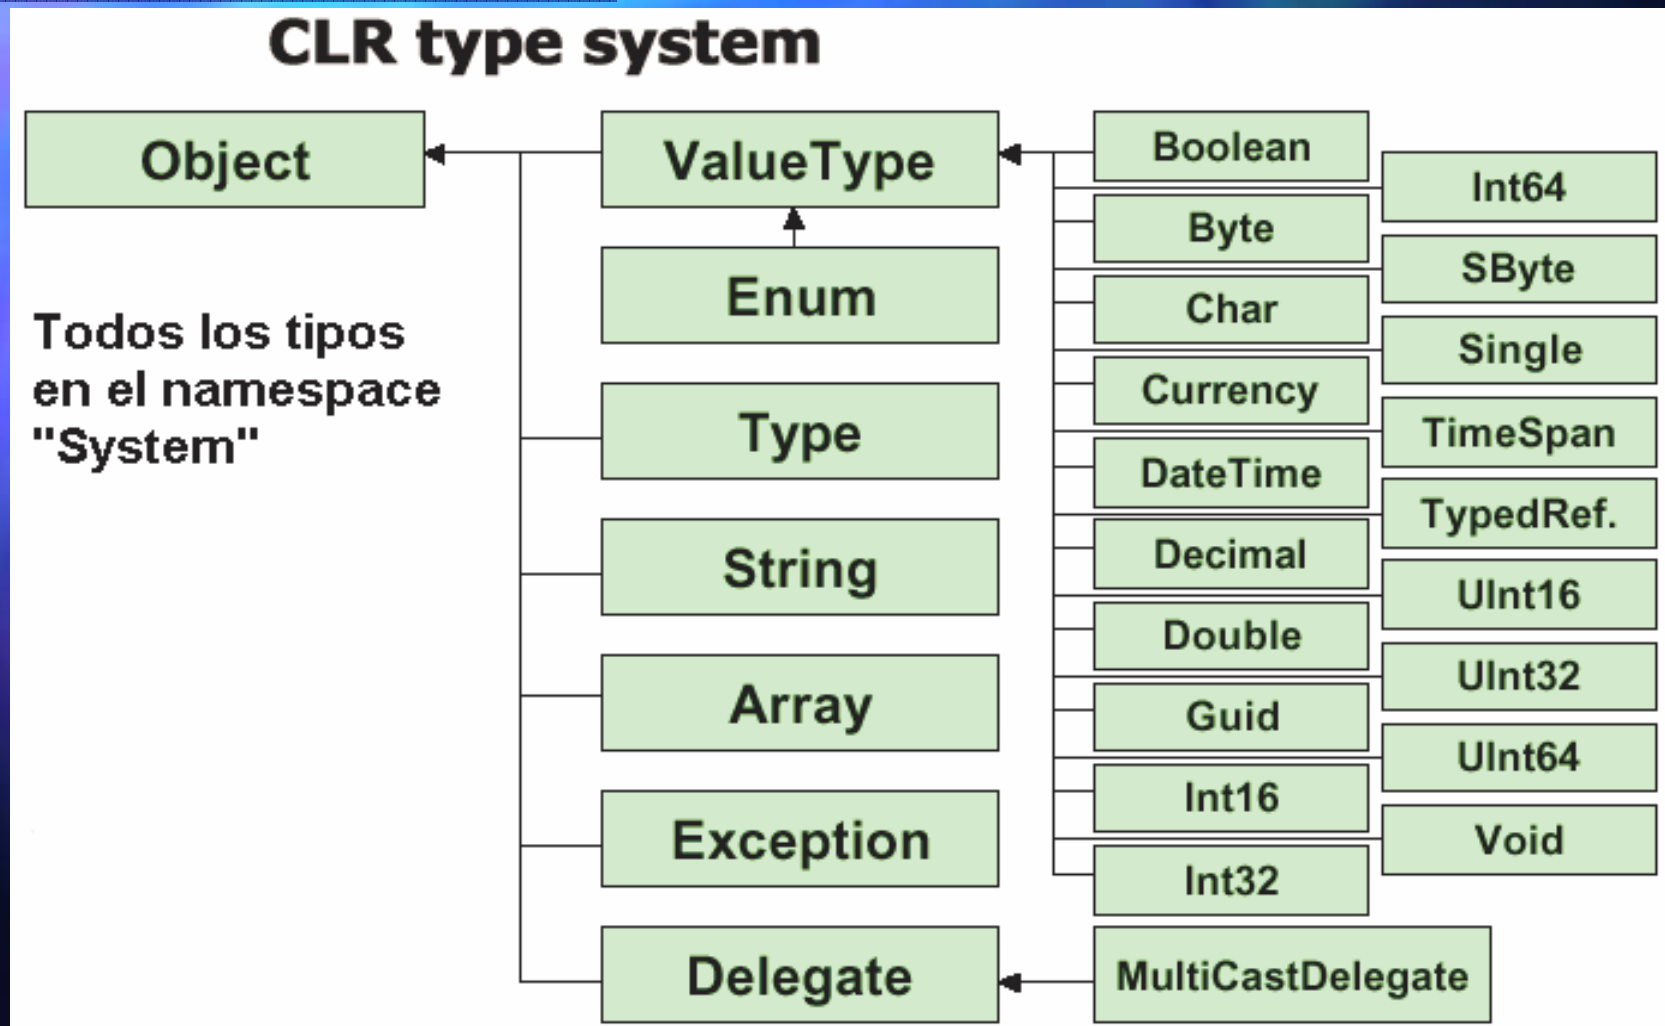 CLR type system
Object
Todos los tipos
en el namespace
"System"
ValueType
Enum
Type
String
Array
Exception
Delegate
Boolean
Byte
Char
Currency
DateTime
Decimal
Double
Guid
Int16
Int32
MultiCastDelegate
Int64
SByte
Single
TimeSpan
TypedRef.
UInt16
UInt32
UInt64
Void